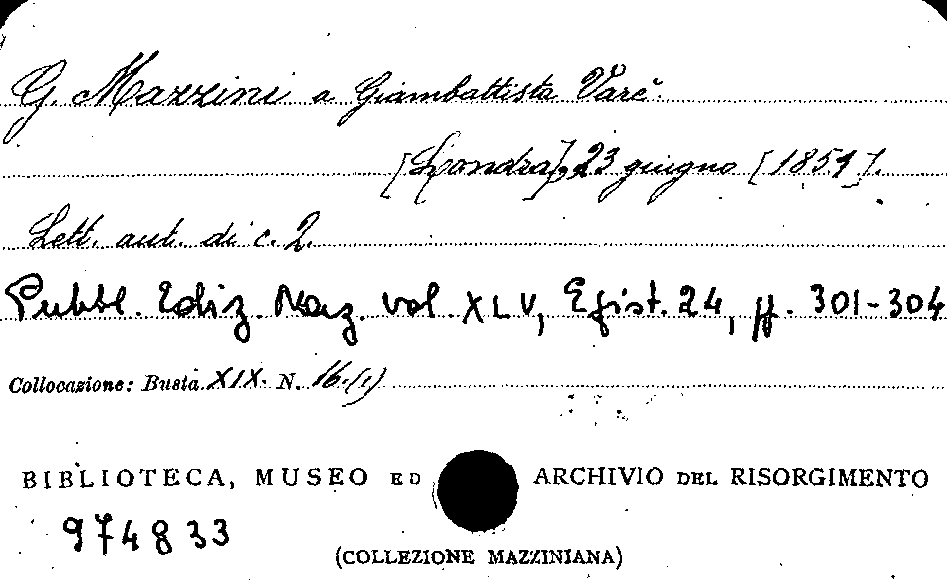 G. Mazzini a Giambattista Varè.
[Londra], 23 giugno [1851].
Lett. aut. di c. 2.
Pubbl. Ediz. Naz. vol. XLV, Epist. 24, pp. 301-304
Collocazione: Busta XIX. N. 16.(1)
BIBLIOTECA, MUSEO ED ARCHIVIO DEL RISORGIMENTO
974833
(COLLEZIONE MAZZINIANA)